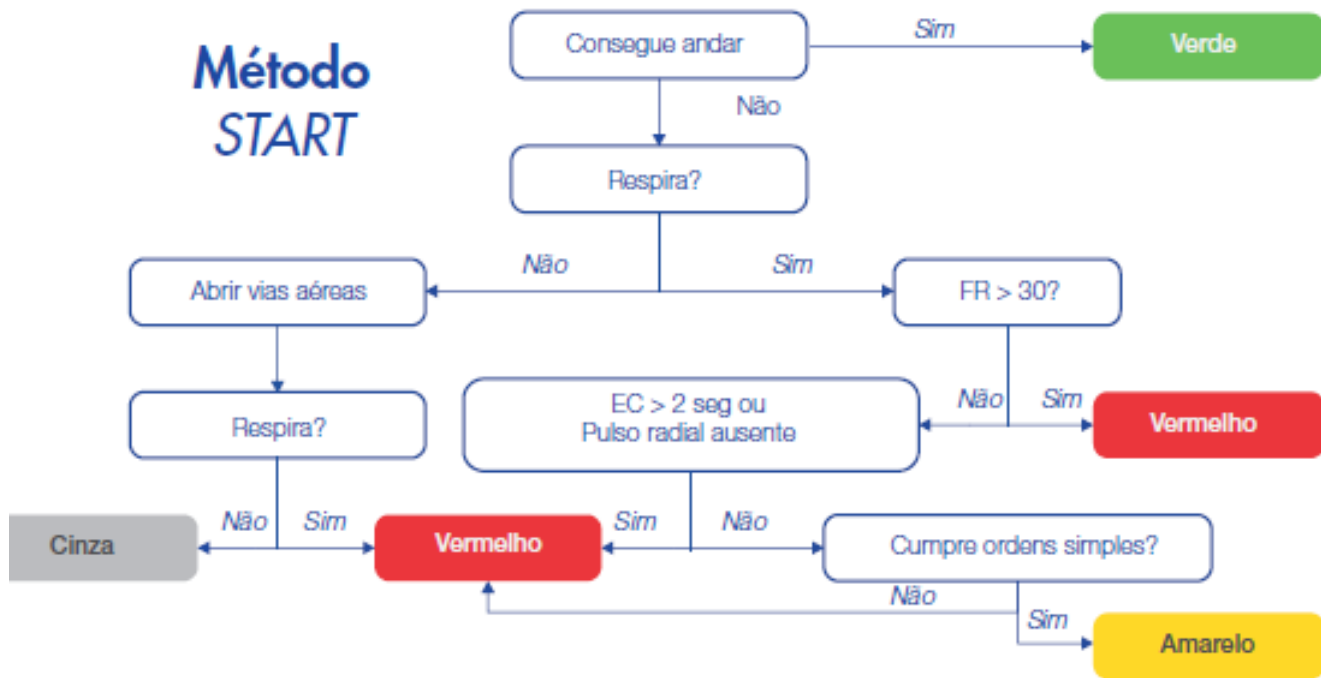 Método
START
Consegue andar
Sim
Verde
Não
Respira?
Não
Sim
Abrir vias aéreas
FR > 30?
Respira?
EC > 2 seg ou
Pulso radial ausente
Não
Sim
Vermelho
Não
Sim
Cinza
Vermelho
Sim
Não
Cumpre ordens simples?
Não
Sim
Amarelo